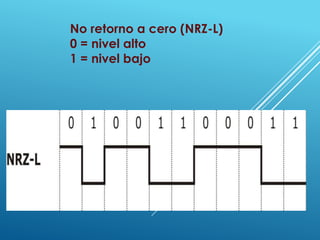 No retorno a cero (NRZ-L)
0 = nivel alto
1 = nivel bajo
0 1 0 0 1 1 0 0 0 1 1
NRZ-L